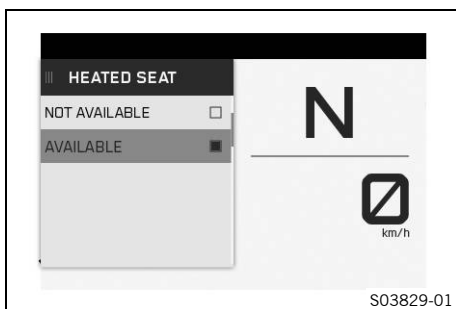 HEATED SEAT
NOT AVAILABLE
AVAILABLE
N
0
km/h
S03829-01